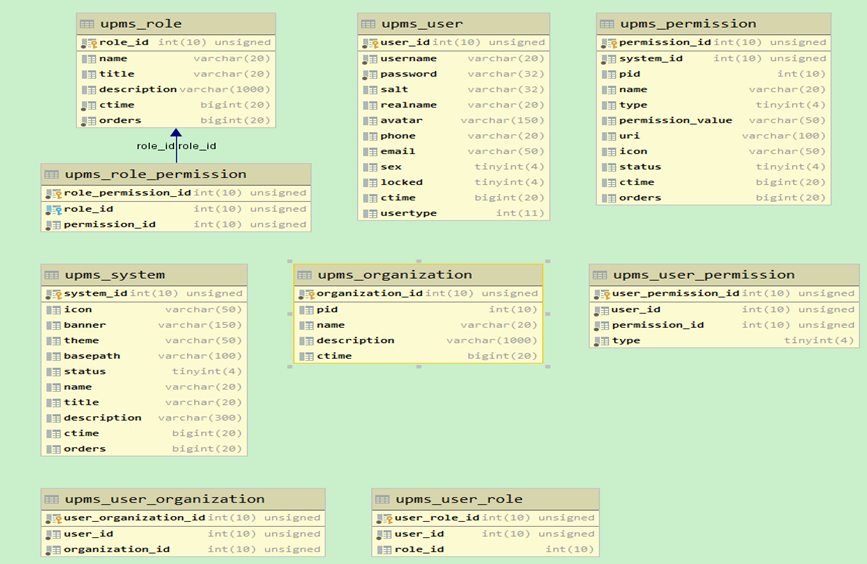 upms_role
role_id int(10) unsigned
name varchar(20)
title varchar(20)
description varchar(1000)
ctime bigint(20)
orders bigint(20)
role_id role_id
upms_role_permission
role_permission_id int(10) unsigned
role_id int(10) unsigned
permission_id int(10) unsigned
upms_user
user_id int(10) unsigned
username varchar(20)
password varchar(32)
salt varchar(32)
realname varchar(20)
avatar varchar(150)
phone varchar(20)
email varchar(50)
sex tinyint(4)
locked tinyint(4)
ctime bigint(20)
usertype int(11)
upms_permission
permission_id int(10) unsigned
system_id int(10) unsigned
pid int(10)
name varchar(20)
type tinyint(4)
permission_value varchar(50)
uri varchar(100)
icon varchar(50)
status tinyint(4)
ctime bigint(20)
orders bigint(20)
upms_system
system_id int(10) unsigned
icon varchar(50)
banner varchar(150)
theme varchar(50)
basepath varchar(100)
status tinyint(4)
name varchar(20)
title varchar(20)
description varchar(300)
ctime bigint(20)
orders bigint(20)
upms_organization
organization_id int(10) unsigned
pid int(10)
name varchar(20)
description varchar(1000)
ctime bigint(20)
upms_user_permission
user_permission_id int(10) unsigned
user_id int(10) unsigned
permission_id int(10) unsigned
type tinyint(4)
upms_user_organization
user_organization_id int(10) unsigned
user_id int(10) unsigned
organization_id int(10) unsigned
upms_user_role
user_role_id int(10) unsigned
user_id int(10) unsigned
role_id int(10)